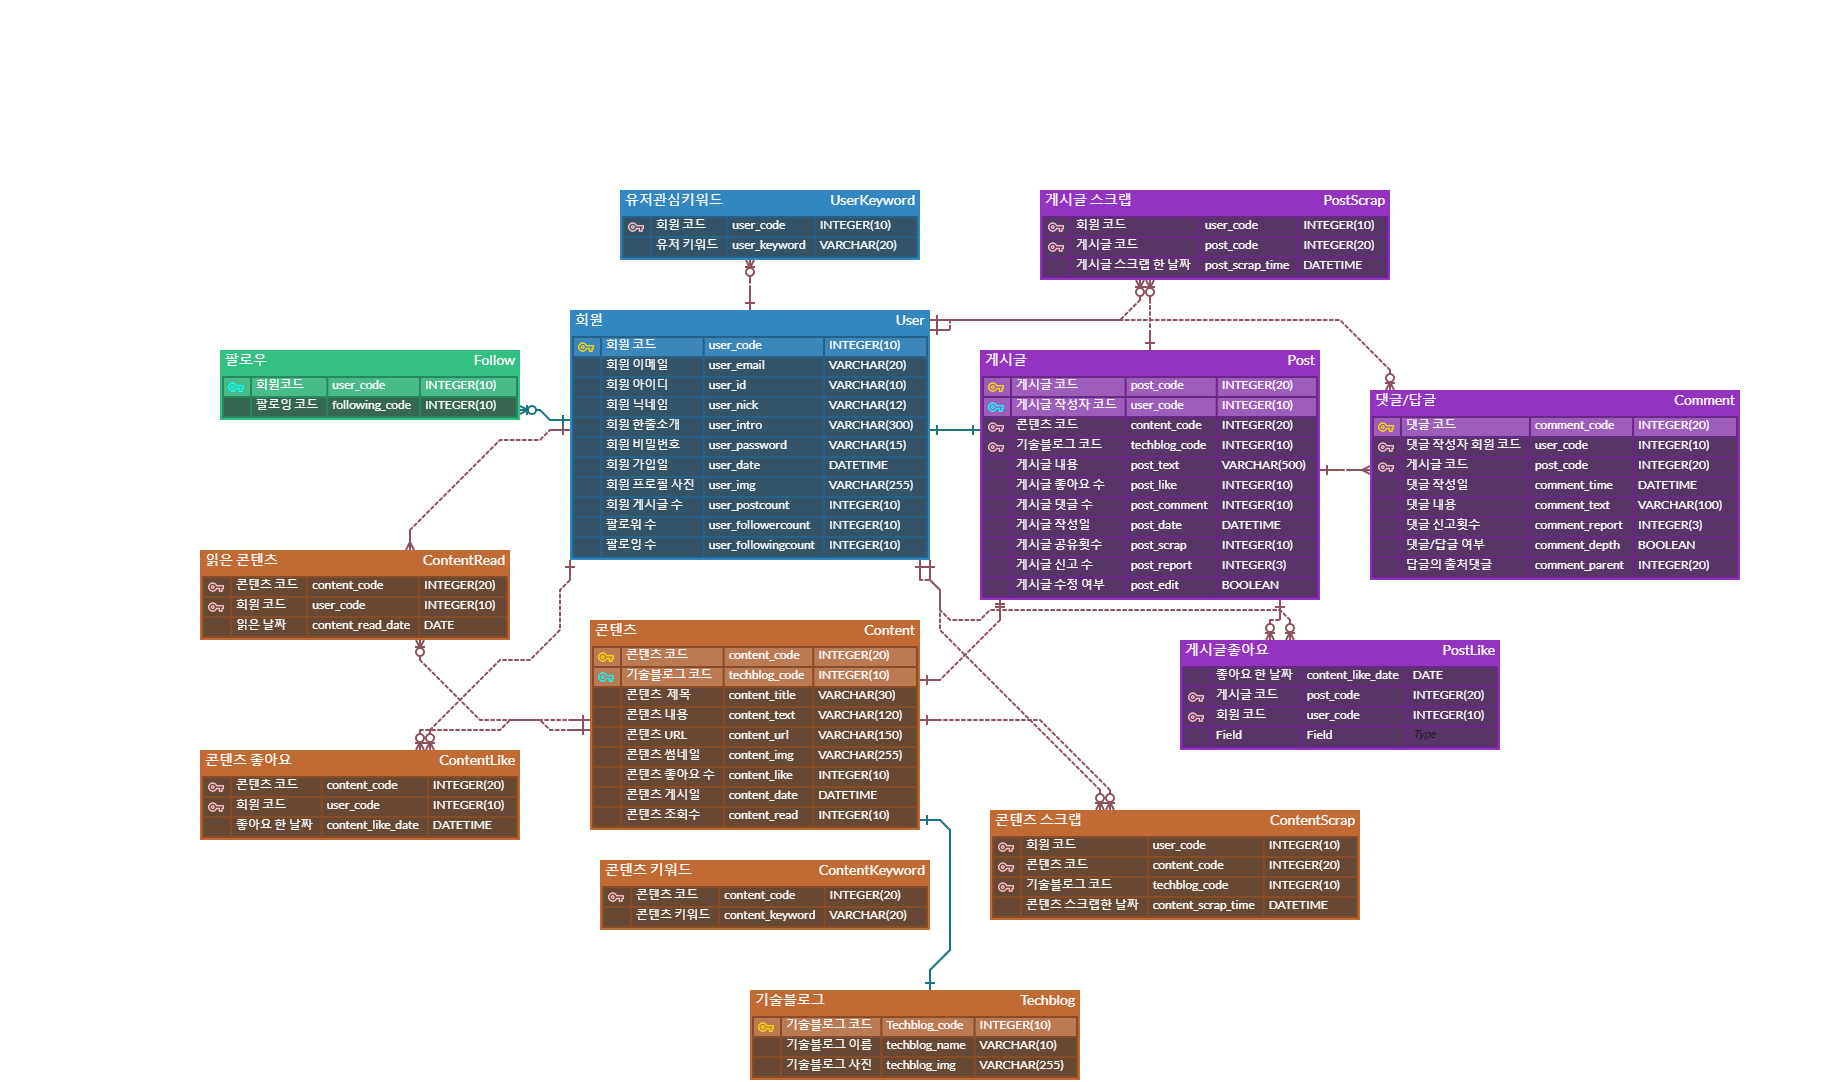 유저관심키워드 UserKeyword
회원 코드 user_code INTEGER(10)
유저 키워드 user_keyword VARCHAR(20)
게시글 스크랩 PostScrap
회원 코드 user_code INTEGER(10)
게시글 코드 post_code INTEGER(20)
게시글 스크랩 한 날짜 post_scrap_time DATETIME
회원 User
회원 코드 user_code INTEGER(10)
회원 이메일 user_email VARCHAR(20)
회원 아이디 user_id VARCHAR(10)
회원 닉네임 user_nick VARCHAR(12)
회원 한줄소개 user_intro VARCHAR(300)
회원 비밀번호 user_password VARCHAR(15)
회원 가입일 user_date DATETIME
회원 프로필 사진 user_img VARCHAR(255)
회원 게시글 수 user_postcount INTEGER(10)
팔로워 수 user_followercount INTEGER(10)
팔로잉 수 user_followingcount INTEGER(10)
팔로우 Follow
회원코드 user_code INTEGER(10)
팔로잉 코드 following_code INTEGER(10)
게시글 Post
게시글 코드 post_code INTEGER(20)
게시글 작성자 코드 user_code INTEGER(10)
콘텐츠 코드 content_code INTEGER(20)
기술블로그 코드 techblog_code INTEGER(10)
게시글 내용 post_text VARCHAR(500)
게시글 좋아요 수 post_like INTEGER(10)
게시글 댓글 수 post_comment INTEGER(10)
게시글 작성일 post_date DATETIME
게시글 공유횟수 post_scrap INTEGER(10)
게시글 신고 수 post_report INTEGER(3)
게시글 수정 여부 post_edit BOOLEAN
댓글/답글 Comment
댓글 코드 comment_code INTEGER(20)
댓글 작성자 회원 코드 user_code INTEGER(10)
게시글 코드 post_code INTEGER(20)
댓글 작성일 comment_time DATETIME
댓글 내용 comment_text VARCHAR(100)
댓글 신고횟수 comment_report INTEGER(3)
댓글/답글 여부 comment_depth BOOLEAN
답글의 출처댓글 comment_parent INTEGER(20)
읽은 콘텐츠 ContentRead
콘텐츠 코드 content_code INTEGER(20)
회원 코드 user_code INTEGER(10)
읽은 날짜 content_read_date DATE
콘텐츠 Content
콘텐츠 코드 content_code INTEGER(20)
기술블로그 코드 techblog_code INTEGER(10)
콘텐츠 제목 content_title VARCHAR(30)
콘텐츠 내용 content_text VARCHAR(120)
콘텐츠 URL content_url VARCHAR(150)
콘텐츠 썸네일 content_img VARCHAR(255)
콘텐츠 좋아요 수 content_like INTEGER(10)
콘텐츠 게시일 content_date DATETIME
콘텐츠 조회수 content_read INTEGER(10)
게시글좋아요 PostLike
좋아요 한 날짜 content_like_date DATE
게시글 코드 post_code INTEGER(20)
회원 코드 user_code INTEGER(10)
Field Field Type
콘텐츠 좋아요 ContentLike
콘텐츠 코드 content_code INTEGER(20)
회원 코드 user_code INTEGER(10)
좋아요 한 날짜 content_like_date DATETIME
콘텐츠 스크랩 ContentScrap
회원 코드 user_code INTEGER(10)
콘텐츠 코드 content_code INTEGER(20)
기술블로그 코드 techblog_code INTEGER(10)
콘텐츠 스크랩한 날짜 content_scrap_time DATETIME
콘텐츠 키워드 ContentKeyword
콘텐츠 코드 content_code INTEGER(20)
콘텐츠 키워드 content_keyword VARCHAR(20)
기술블로그 Techblog
기술블로그 코드 Techblog_code INTEGER(10)
기술블로그 이름 techblog_name VARCHAR(10)
기술블로그 사진 techblog_img VARCHAR(255)